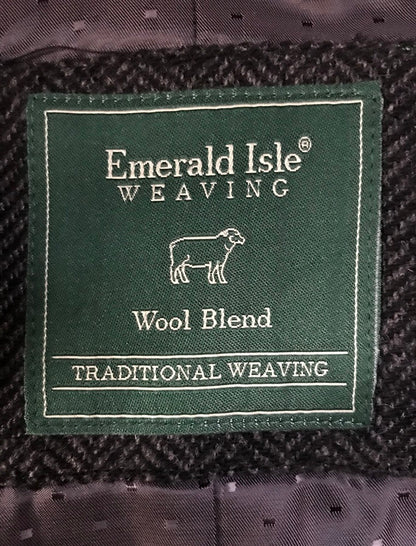 Emerald Isle®
WEAVING
Wool Blend
TRADITIONAL WEAVING